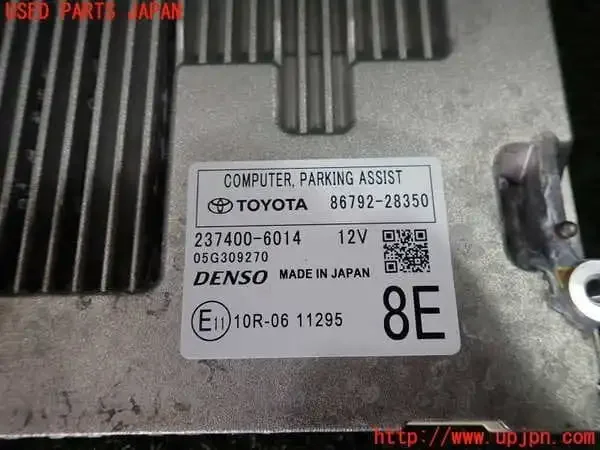 USED PARTS JAPAN
COMPUTER, PARKING ASSIST
TOYOTA 86792-28350
237400-6014 12V
05G309270
DENSO MADE IN JAPAN
E11 10R-06 11295 8E
http://www.upjpn.com